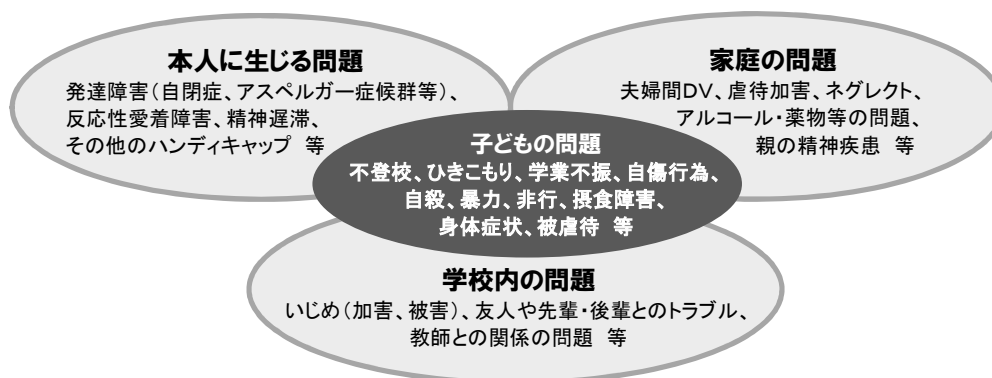 本人に生じる問題
発達障害（自閉症、アスペルガー症候群等）、
反応性愛着障害、精神遅滞、
その他のハンディキャップ 等
家庭の問題
夫婦間DV、虐待加害、ネグレクト、
アルコール・薬物等の問題、
親の精神疾患 等
子どもの問題
不登校、ひきこもり、学業不振、自傷行為、
自殺、暴力、非行、摂食障害、
身体症状、被虐待 等
学校内の問題
いじめ（加害、被害）、友人や先輩・後輩とのトラブル、
教師との関係の問題 等